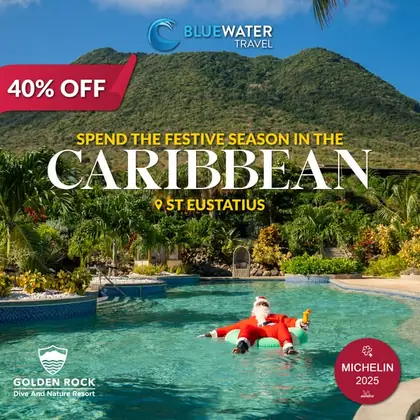 BLUEWATER
TRAVEL
40% OFF
SPEND THE FESTIVE SEASON IN THE
CARIBBEAN
ST EUSTATIUS
GOLDEN ROCK
Dive And Nature Resort
MICHELIN
2025